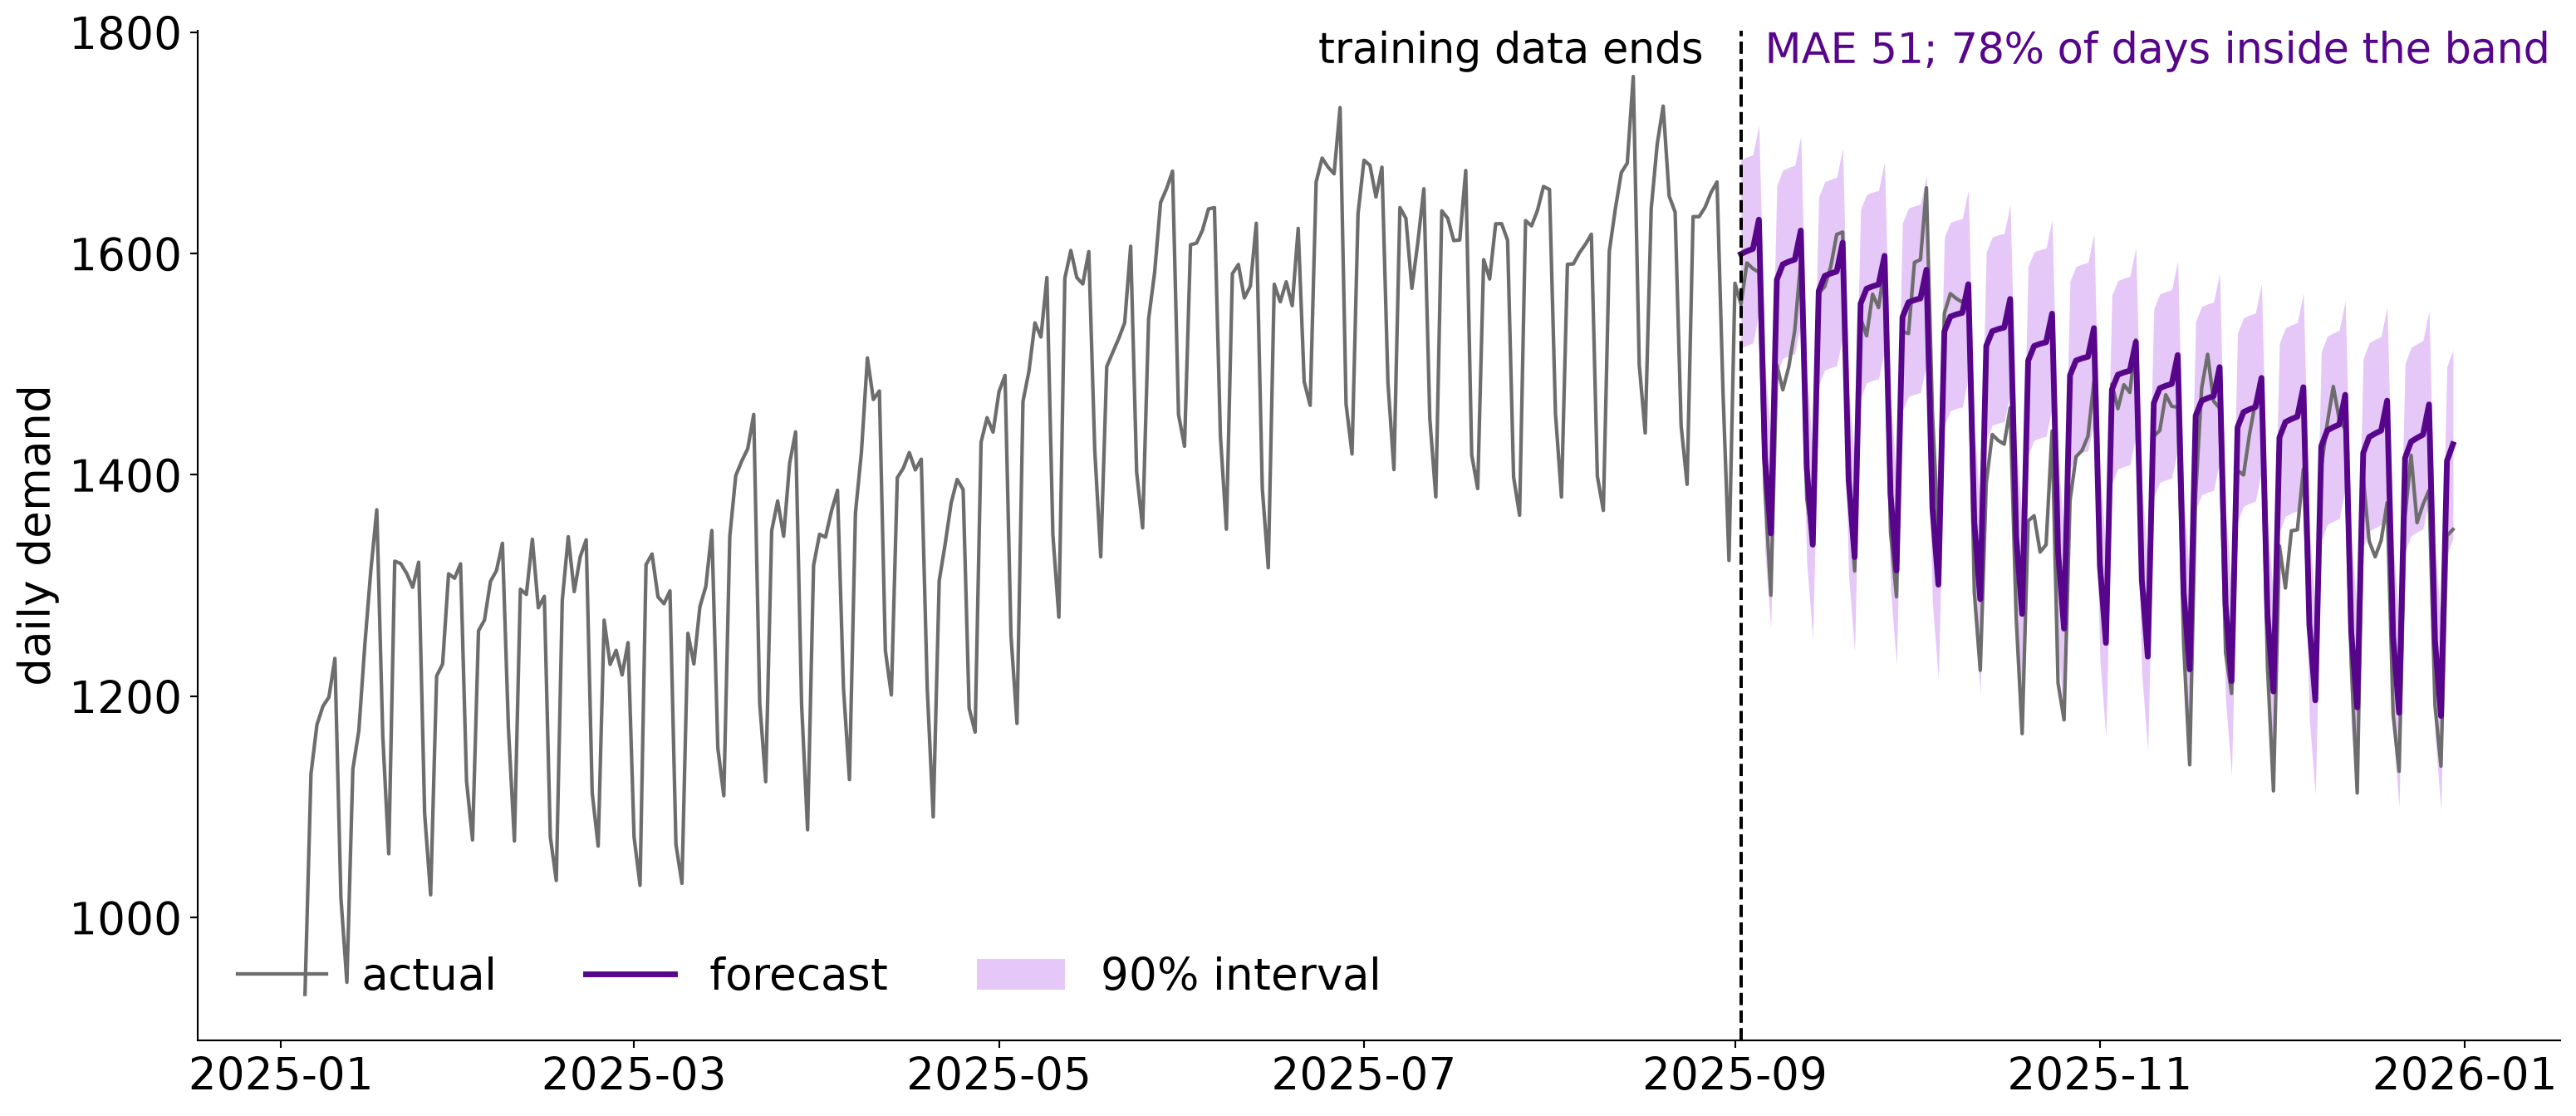 1800
1600
1400
1200
1000
daily demand
training data ends
MAE 51; 78% of days inside the band
actual
forecast
90% interval
2025-01
2025-03
2025-05
2025-07
2025-09
2025-11
2026-01